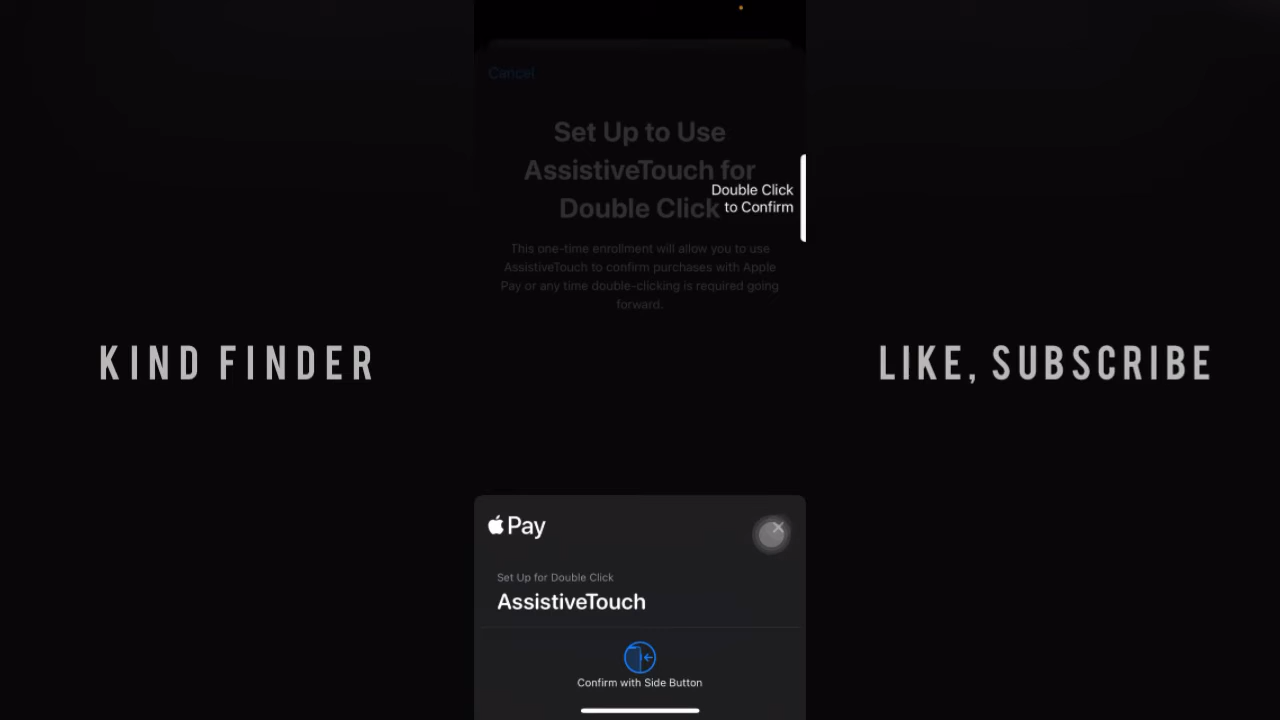 Cancel
Set Up to Use
AssistiveTouch for
Double Click
Double Click
to Confirm
This one-time enrollment will allow you to use
AssistiveTouch to confirm purchases with Apple
Pay or any time double-clicking is required going
forward.
KIND FINDER
LIKE, SUBSCRIBE
Pay
Set Up for Double Click
AssistiveTouch
Confirm with Side Button